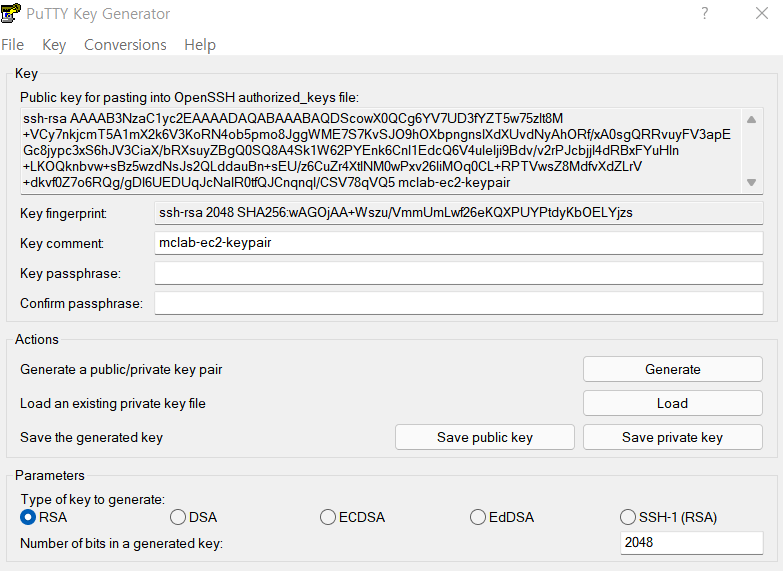 PuTTY Key Generator
File Key Conversions Help
Key
Public key for pasting into OpenSSH authorized_keys file:
ssh-rsa AAAAB3NzaC1yc2EAAAADAQABAAABAQDScowX0QCg6YV7UD3fYZT5w75zlt8M
+VCy7nkjcmT5A1mX2k6V3KoRN4ob5pmo8JggWME7S7KvSJO9hOXbpngnsIXdXUvdNyAhORf/xA0sgQRRvuyFV3apE
Gc8jypc3xS6hJV3CiaX/bRXsuyZBgQ0SQ8A4Sk1W62PYEnk6CnI1EdcQ6V4uleIji9Bdv/v2rPJcbjjl4dRBxFYuHln
+LKOQknbvw+sBz5wzdNsJs2QLddauBn+sEU/z6CuZr4XtlNM0wPxv26liMOq0CL+RPTVwsZ8MdfvXdZLrV
+dkvf0Z7o6RQg/gDl6UEDUqJcNaIR0tfQJCnqnql/CSV78qVQ5 mclab-ec2-keypair
Key fingerprint: ssh-rsa 2048 SHA256:wAGOjAA+Wszu/VmmUmLwf26eKQXPUYPtdyKbOELYjzs
Key comment: mclab-ec2-keypair
Key passphrase:
Confirm passphrase:
Actions
Generate a public/private key pair Generate
Load an existing private key file Load
Save the generated key Save public key Save private key
Parameters
Type of key to generate:
RSA DSA ECDSA EdDSA SSH-1 (RSA)
Number of bits in a generated key: 2048